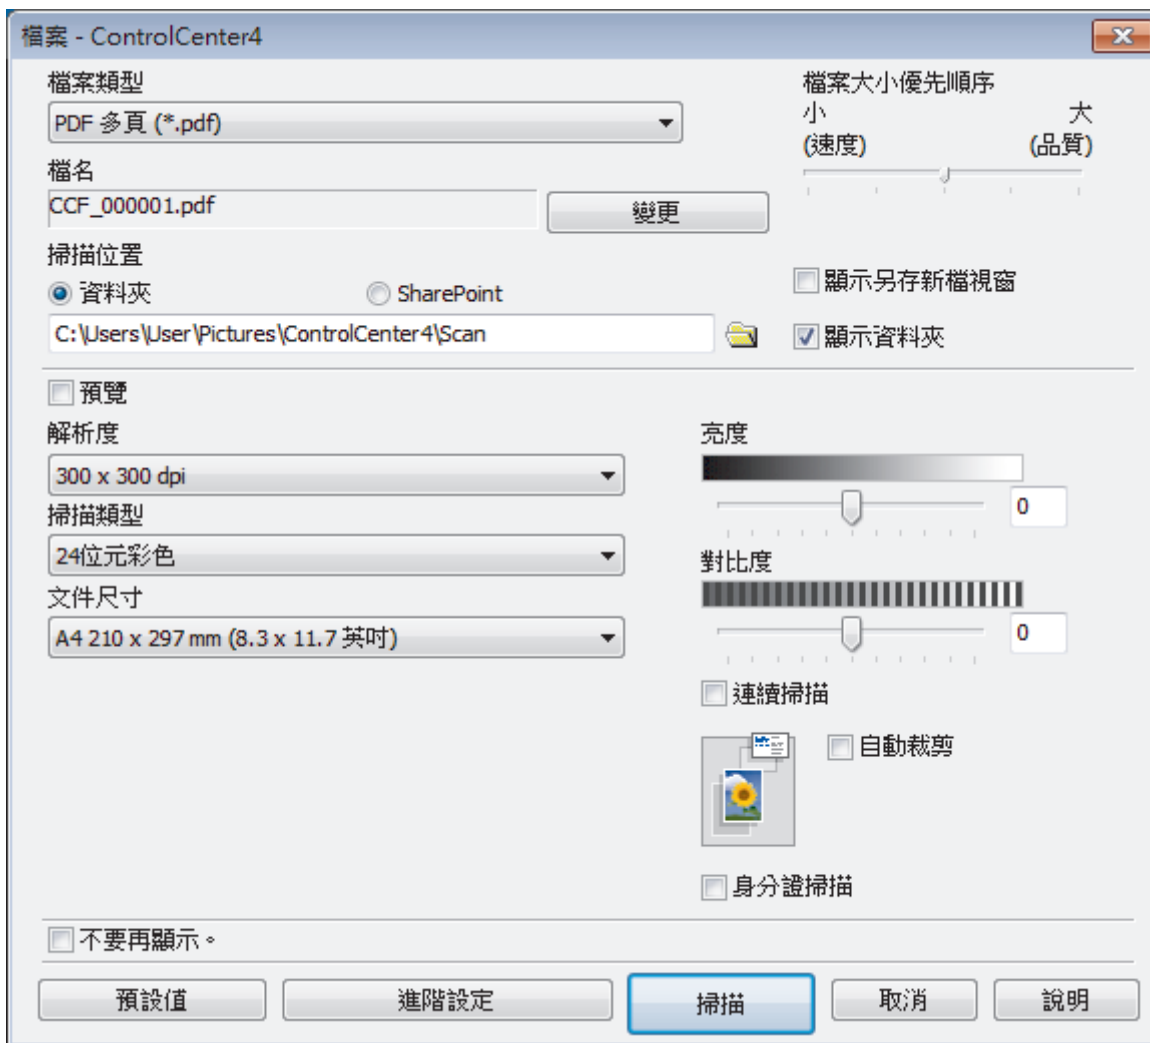 檔案 - ControlCenter4
檔案類型
PDF 多頁 (*.pdf)
檔案大小優先順序
小 大
(速度) (品質)
檔名
CCF_000001.pdf
變更
掃描位置
資料夾 SharePoint
顯示另存新檔視窗
C:\Users\User\Pictures\ControlCenter4\Scan
顯示資料夾
預覽
解析度
300 x 300 dpi
掃描類型
24位元彩色
文件尺寸
A4 210 x 297 mm (8.3 x 11.7 英吋)
亮度
0
對比度
0
連續掃描
自動裁剪
身分證掃描
不要再顯示。
預設值 進階設定 掃描 取消 說明